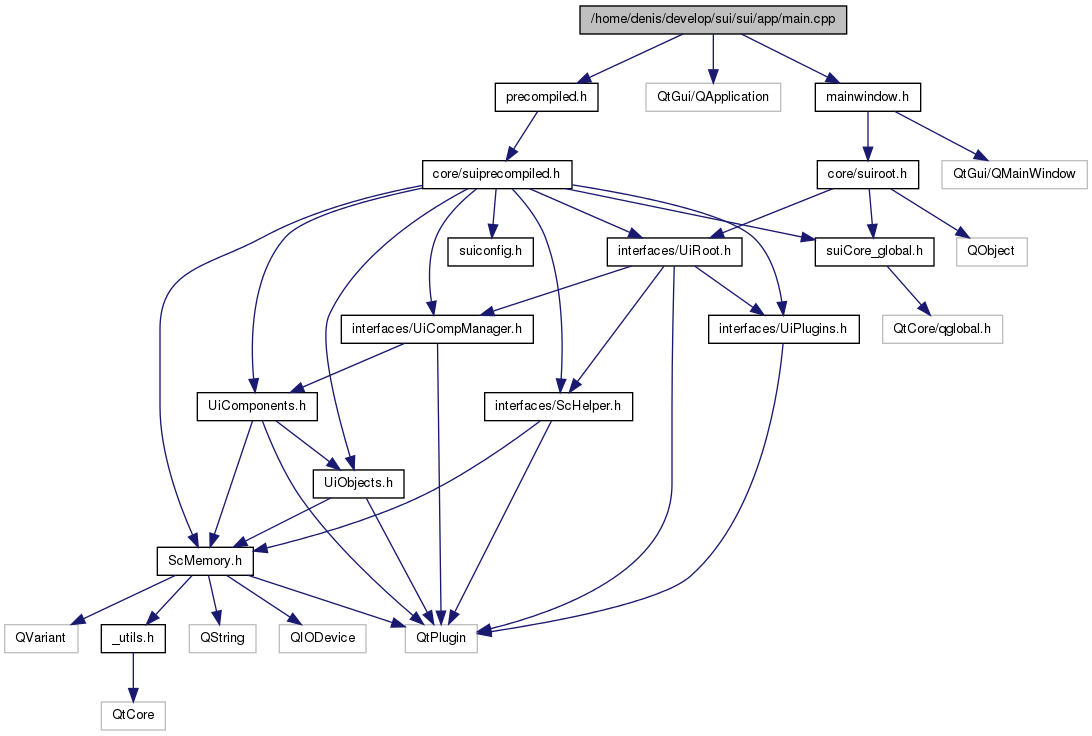 /home/denis/develop/sui/sui/app/main.cpp
precompiled.h
QtGui/QApplication
mainwindow.h
core/suiprecompiled.h
core/suiroot.h
QtGui/QMainWindow
suiconfig.h
interfaces/UiRoot.h
suiCore_global.h
QObject
interfaces/UiCompManager.h
interfaces/UiPlugins.h
QtCore/qglobal.h
UiComponents.h
interfaces/ScHelper.h
UiObjects.h
ScMemory.h
QVariant
_utils.h
QString
QIODevice
QtPlugin
QtCore